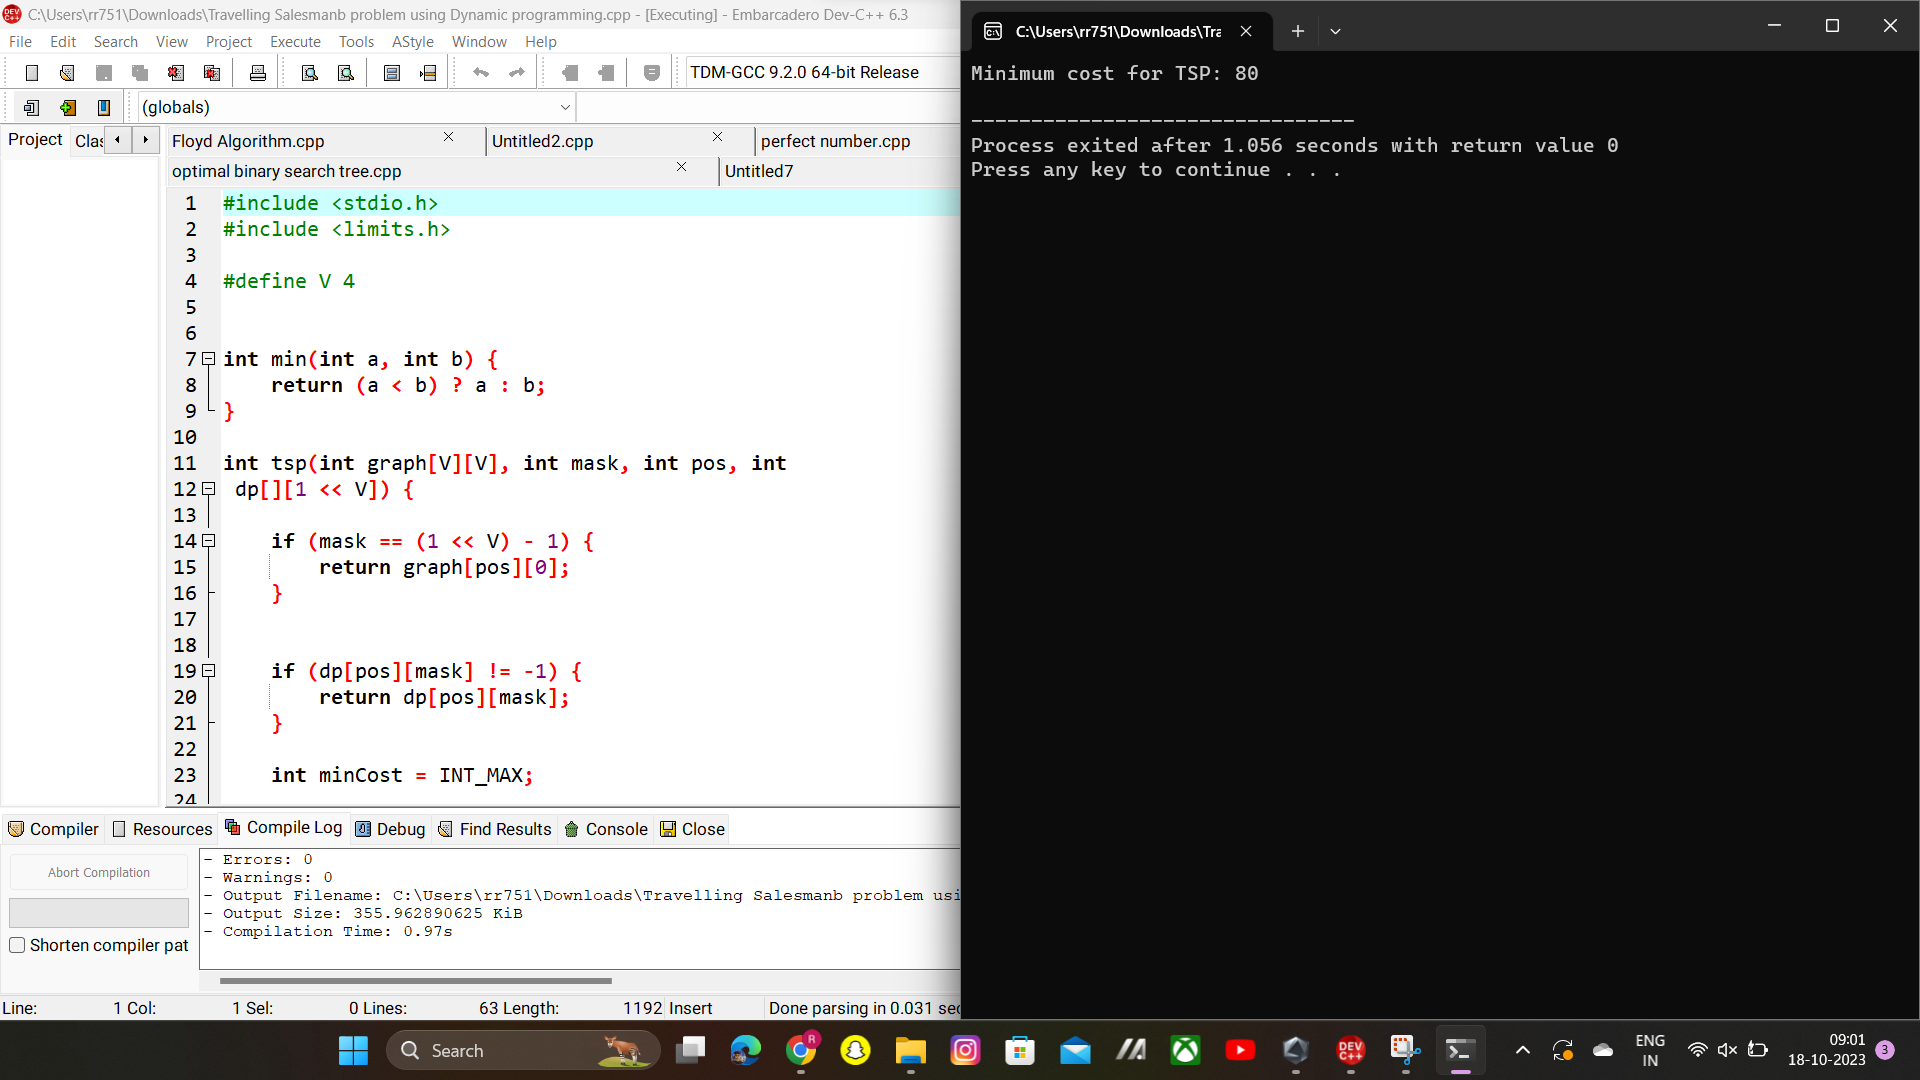 C:\Users\rr751\Downloads\Travelling Salesmanb problem using Dynamic programming.cpp - [Executing] - Embarcadero Dev-C++ 6.3
File Edit Search View Project Execute Tools AStyle Window Help
TDM-GCC 9.2.0 64-bit Release
(globals)
Project Clas
Floyd Algorithm.cpp Untitled2.cpp perfect number.cpp
optimal binary search tree.cpp Untitled7
1 #include <stdio.h>
2 #include <limits.h>
3
4 #define V 4
5
6
7 int min(int a, int b) {
8 return (a < b) ? a : b;
9 }
10
11 int tsp(int graph[V][V], int mask, int pos, int
12 dp[][1 << V]) {
13
14 if (mask == (1 << V) - 1) {
15 return graph[pos][0];
16 }
17
18
19 if (dp[pos][mask] != -1) {
20 return dp[pos][mask];
21 }
22
23 int minCost = INT_MAX;
24
Compiler Resources Compile Log Debug Find Results Console Close
Abort Compilation
Shorten compiler pat
- Errors: 0
- Warnings: 0
- Output Filename: C:\Users\rr751\Downloads\Travelling Salesmanb problem usi
- Output Size: 355.962890625 KiB
- Compilation Time: 0.97s
Line: 1 Col: 1 Sel: 0 Lines: 63 Length: 1192 Insert Done parsing in 0.031 sec
C:\Users\rr751\Downloads\Tra
Minimum cost for TSP: 80
--------------------------------
Process exited after 1.056 seconds with return value 0
Press any key to continue . . .
Search
R
DEV C++
ENG
IN
09:01
18-10-2023
3